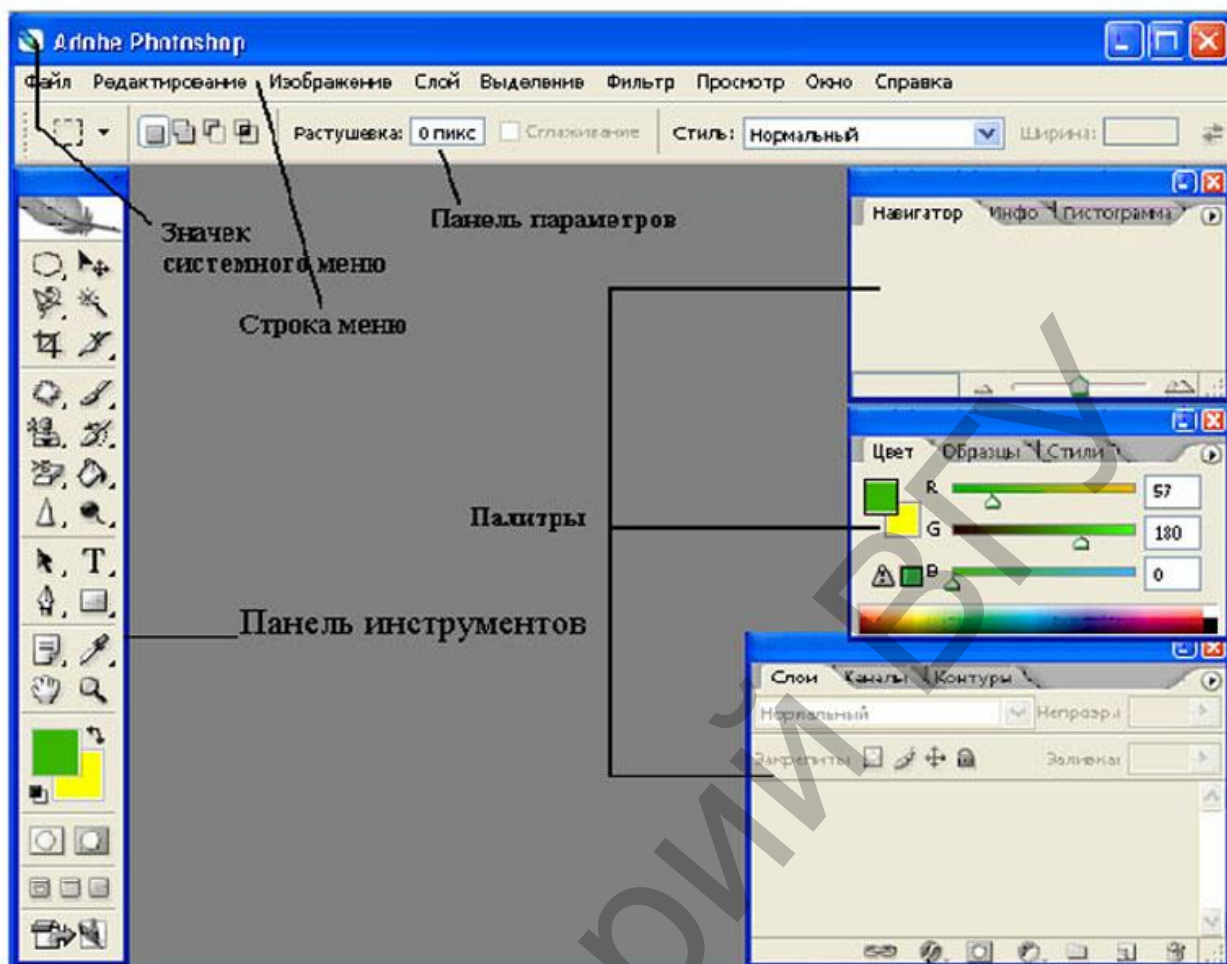 Adobe Photoshop
Файл Редактирование Изображение Слой Выделение Фильтр Просмотр Окно Справка
Растушевка: 0 пикс Сглаживание Стиль: Нормальный Ширина:
Значек
системного меню
Панель параметров
Строка меню
Навигатор Инфо Гистограмма
Цвет Образцы Стили
R 57
G 180
B 0
Палитры
Панель инструментов
T
Слои Каналы Контуры
Нормальный Непрозр.:
Закрепить: Заливка:
рий ВГУ